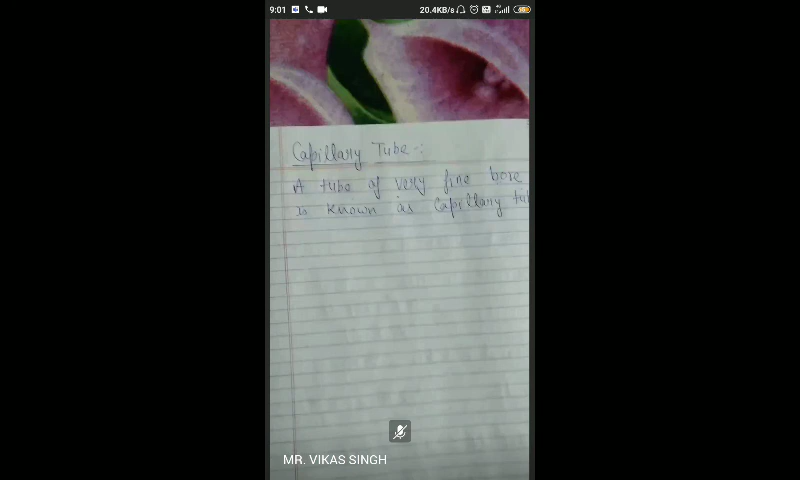 9:01
20.4KB/s
Capillary Tube :
A tube of very fine bore
is known as Capillary
MR. VIKAS SINGH